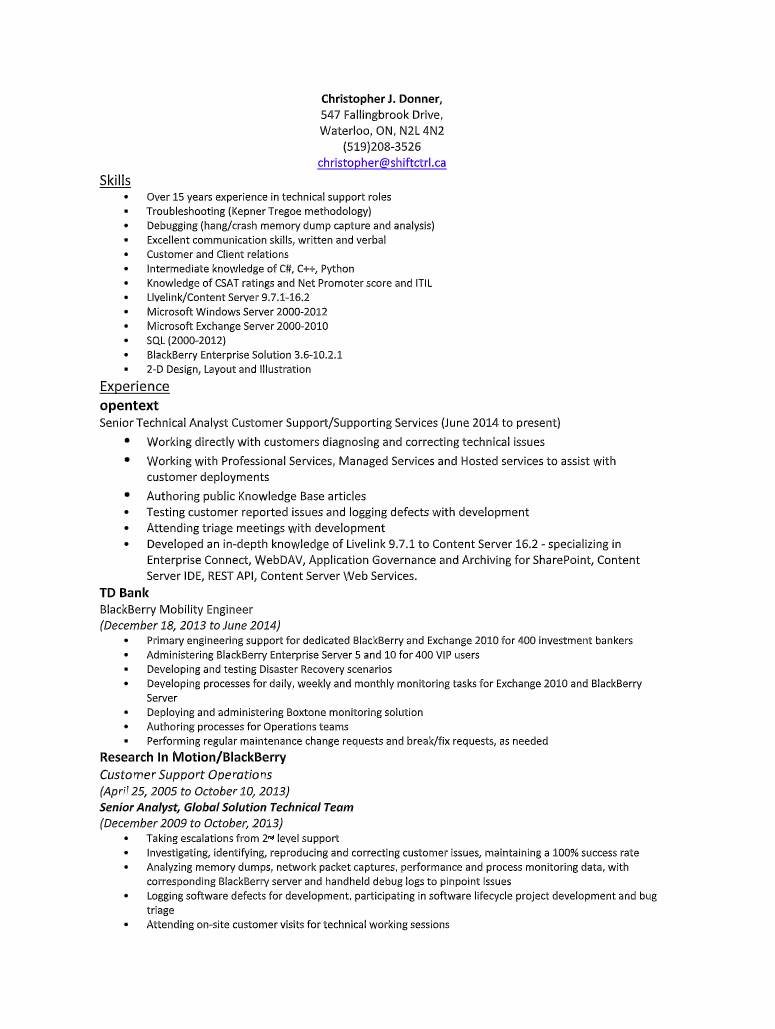 Christopher J. Donner,
547 Fallingbrook Drive,
Waterloo, ON, N2L 4N2
(519)208-3526
christopher@shiftctrl.ca
Skills
• Over 15 years experience in technical support roles
▪ Troubleshooting (Kepner Tregoe methodology)
• Debugging (hang/crash memory dump capture and analysis)
▪ Excellent communication skills, written and verbal
• Customer and Client relations
• Intermediate knowledge of C#, C++, Python
• Knowledge of CSAT ratings and Net Promoter score and ITIL
• Livelink/Content Server 9.7.1-16.2
• Microsoft Windows Server 2000-2012
• Microsoft Exchange Server 2000-2010
• SQL (2000-2012)
• BlackBerry Enterprise Solution 3.6-10.2.1
▪ 2-D Design, Layout and Illustration
Experience
opentext
Senior Technical Analyst Customer Support/Supporting Services (June 2014 to present)
• Working directly with customers diagnosing and correcting technical issues
• Working with Professional Services, Managed Services and Hosted services to assist with
customer deployments
• Authoring public Knowledge Base articles
• Testing customer reported issues and logging defects with development
• Attending triage meetings with development
• Developed an in-depth knowledge of Livelink 9.7.1 to Content Server 16.2 - specializing in
Enterprise Connect, WebDAV, Application Governance and Archiving for SharePoint, Content
Server IDE, REST API, Content Server Web Services.
TD Bank
BlackBerry Mobility Engineer
(December 18, 2013 to June 2014)
• Primary engineering support for dedicated BlackBerry and Exchange 2010 for 400 investment bankers
• Administering BlackBerry Enterprise Server 5 and 10 for 400 VIP users
▪ Developing and testing Disaster Recovery scenarios
• Developing processes for daily, weekly and monthly monitoring tasks for Exchange 2010 and BlackBerry
Server
• Deploying and administering Boxtone monitoring solution
• Authoring processes for Operations teams
▪ Performing regular maintenance change requests and break/fix requests, as needed
Research In Motion/BlackBerry
Customer Support Operations
(April 25, 2005 to October 10, 2013)
Senior Analyst, Global Solution Technical Team
(December 2009 to October, 2013)
• Taking escalations from 2nd level support
• Investigating, identifying, reproducing and correcting customer issues, maintaining a 100% success rate
• Analyzing memory dumps, network packet captures, performance and process monitoring data, with
corresponding BlackBerry server and handheld debug logs to pinpoint issues
• Logging software defects for development, participating in software lifecycle project development and bug
triage
• Attending on-site customer visits for technical working sessions